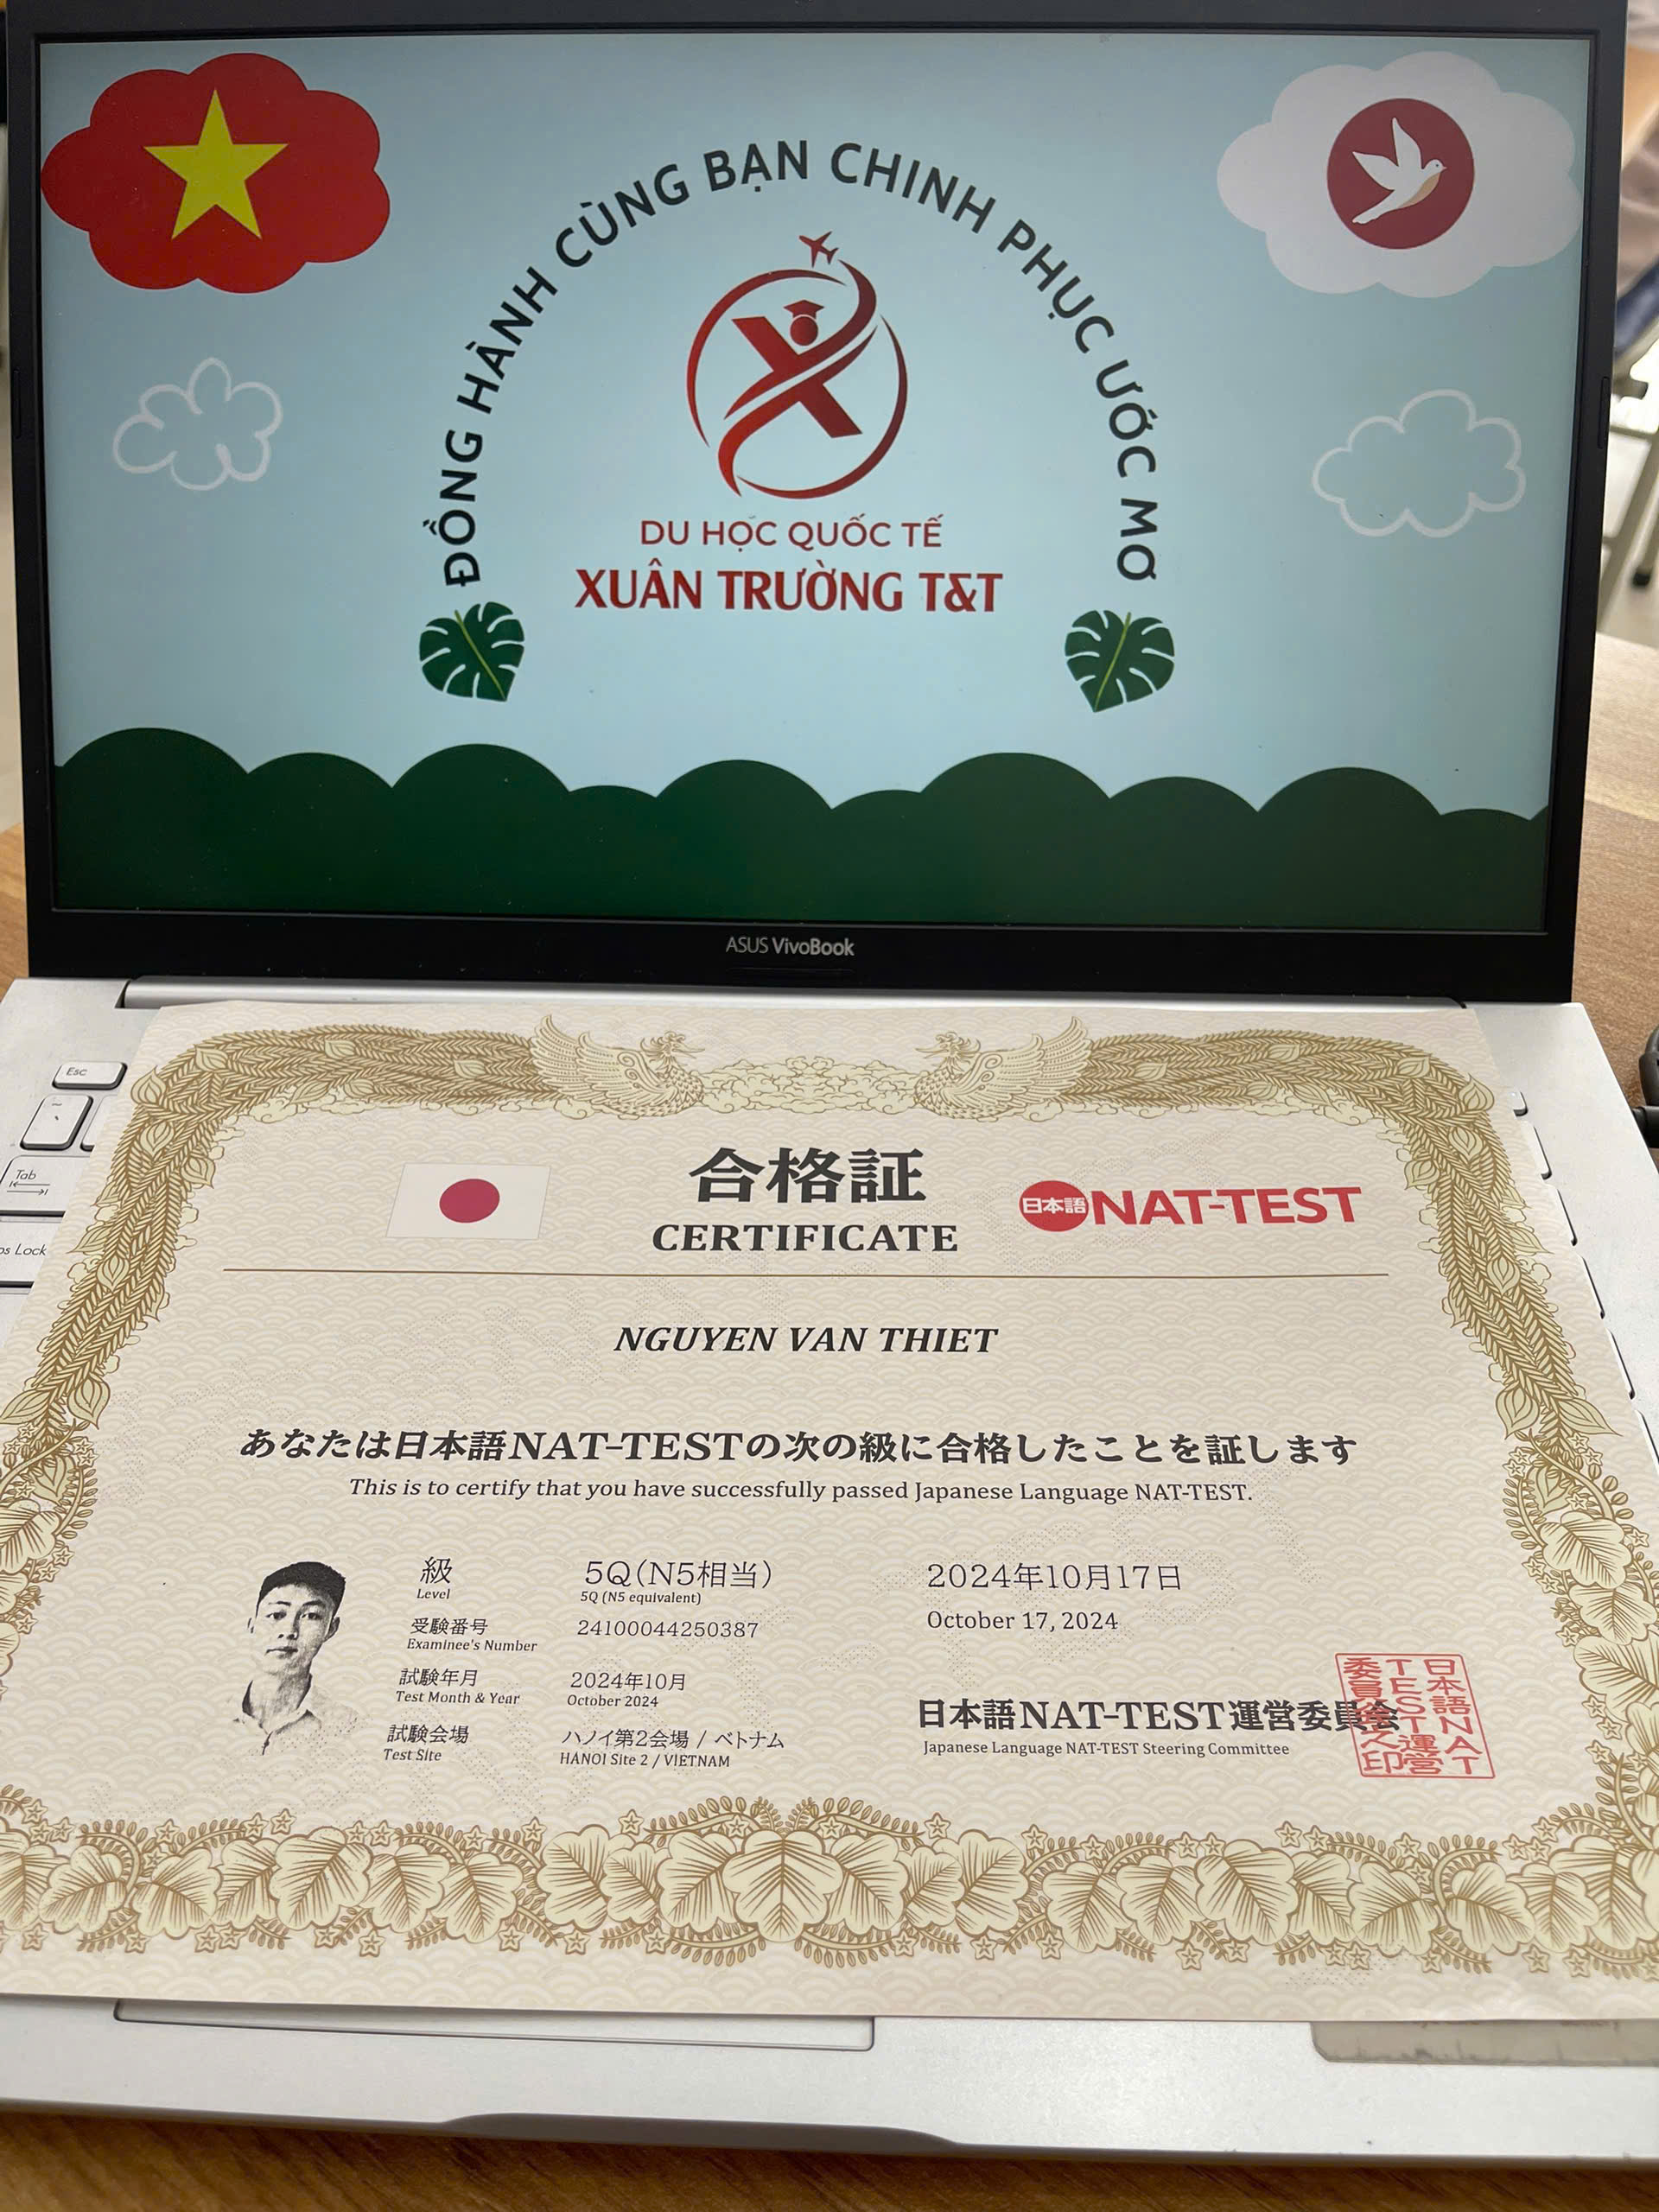 ĐỒNG HÀNH CÙNG BẠN CHINH PHỤC ƯỚC MƠ
DU HỌC QUỐC TẾ
XUÂN TRƯỜNG T&T
ASUS VivoBook
Esc
Tab
ps Lock
合格証
CERTIFICATE
日本語 NAT-TEST
NGUYEN VAN THIET
あなたは日本語NAT-TESTの次の級に合格したことを証します
This is to certify that you have successfully passed Japanese Language NAT-TEST.
級 5Q(N5相当)
Level 5Q (N5 equivalent)
受験番号 24100044250387
Examinee's Number
試験年月 2024年10月
Test Month & Year October 2024
試験会場 ハノイ第2会場 / ベトナム
Test Site HANOI Site 2 / VIETNAM
2024年10月17日
October 17, 2024
日本語NAT-TEST運営委員会
Japanese Language NAT-TEST Steering Committee
日本語NAT
TEST運営
委員会之印